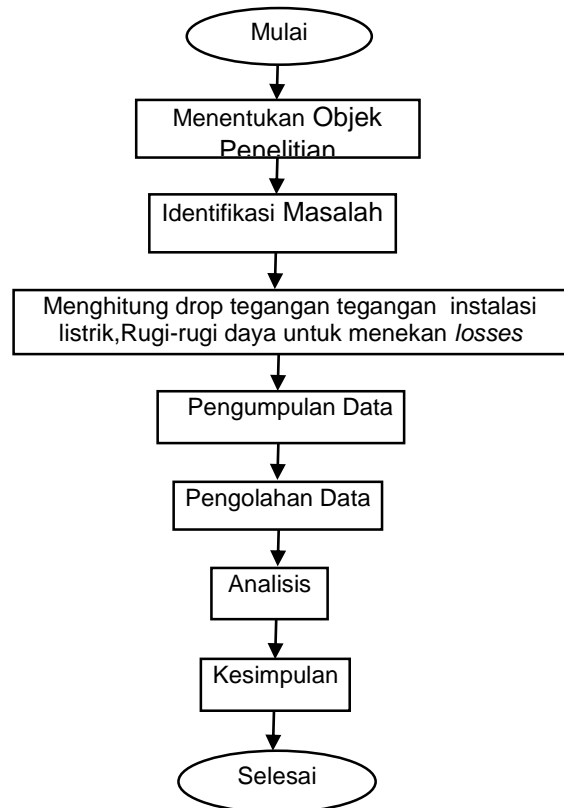 Mulai
Menentukan Objek
Penelitian
Identifikasi Masalah
Menghitung drop tegangan tegangan instalasi
listrik,Rugi-rugi daya untuk menekan losses
Pengumpulan Data
Pengolahan Data
Analisis
Kesimpulan
Selesai